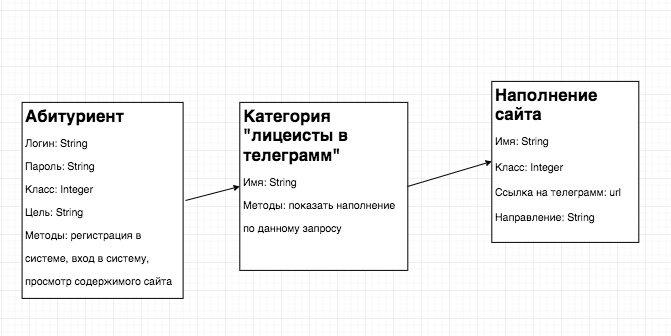 Абитуриент
Логин: String
Пароль: String
Класс: Integer
Цель: String
Методы: регистрация в
системе, вход в систему,
просмотр содержимого сайта
Категория
"лицеисты в
телеграмм"
Имя: String
Методы: показать наполнение
по данному запросу
Наполнение
сайта
Имя: String
Класс: Integer
Ссылка на телеграмм: url
Направление: String